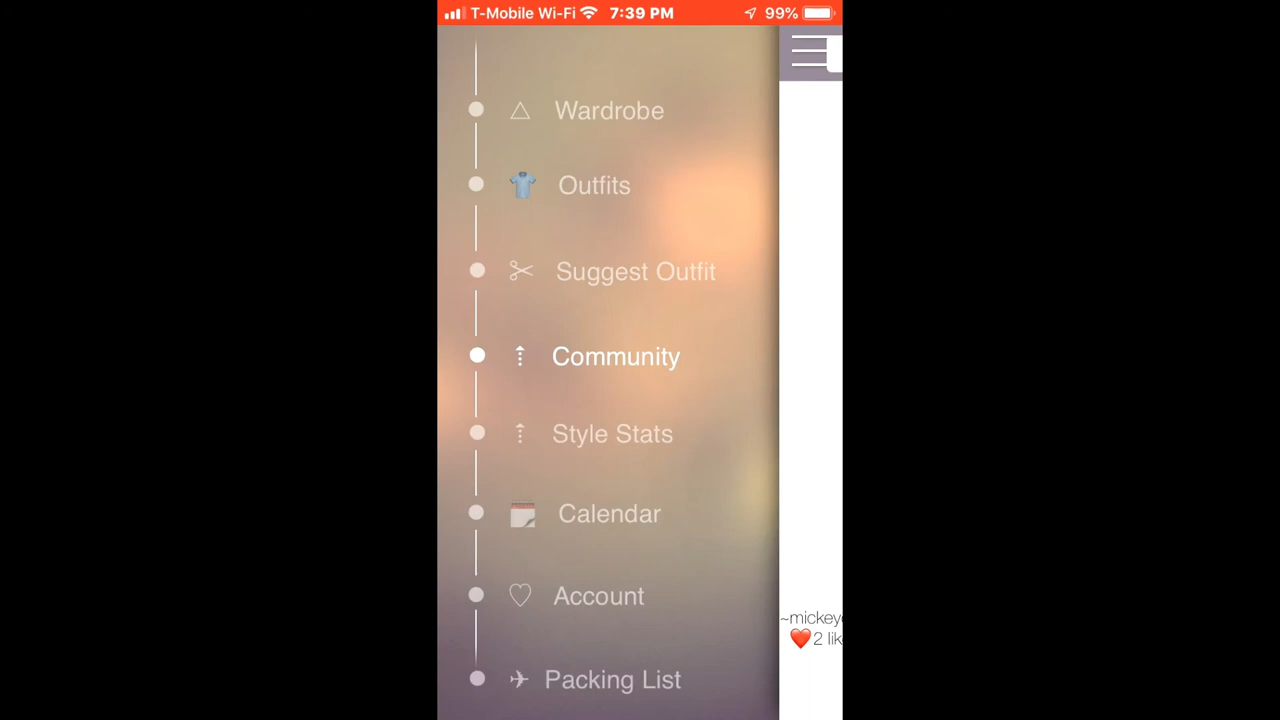 T-Mobile Wi-Fi 7:39 PM 99%
Wardrobe
Outfits
Suggest Outfit
Community
Style Stats
Calendar
Account
Packing List
~mickey
2 lik